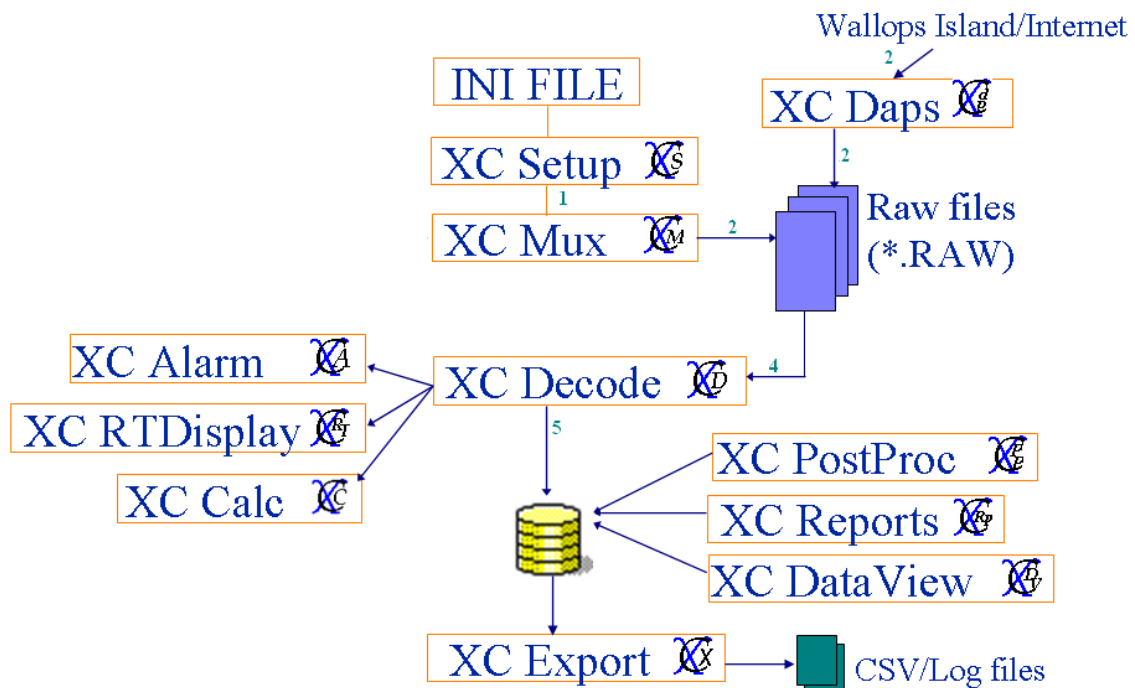 Wallops Island/Internet
2
INI FILE
XC Daps
XC Setup
2
1
XC Mux
2
Raw files
(*.RAW)
XC Alarm
4
XC Decode
XC RTDisplay
5
XC PostProc
XC Calc
XC Reports
XC DataView
XC Export
CSV/Log files